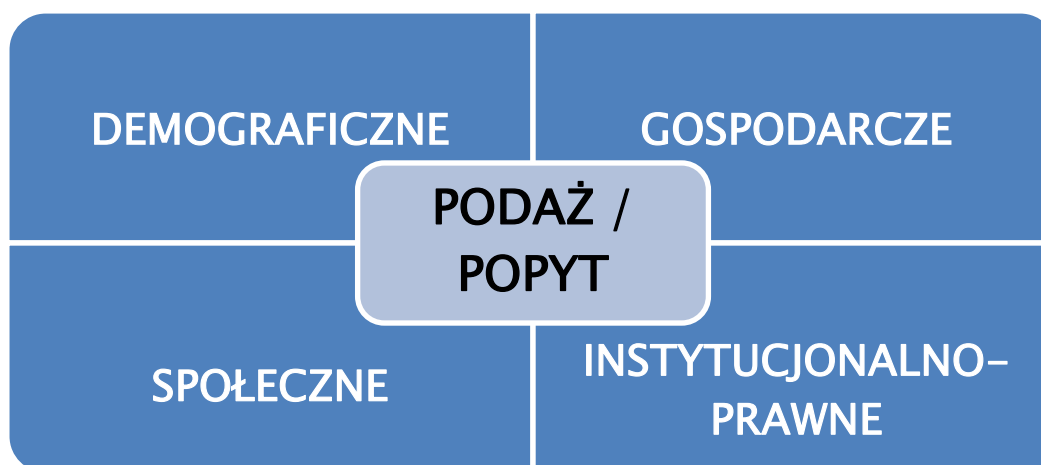 DEMOGRAFICZNE
GOSPODARCZE
PODAŻ /
POPYT
SPOŁECZNE
INSTYTUCJONALNO-
PRAWNE